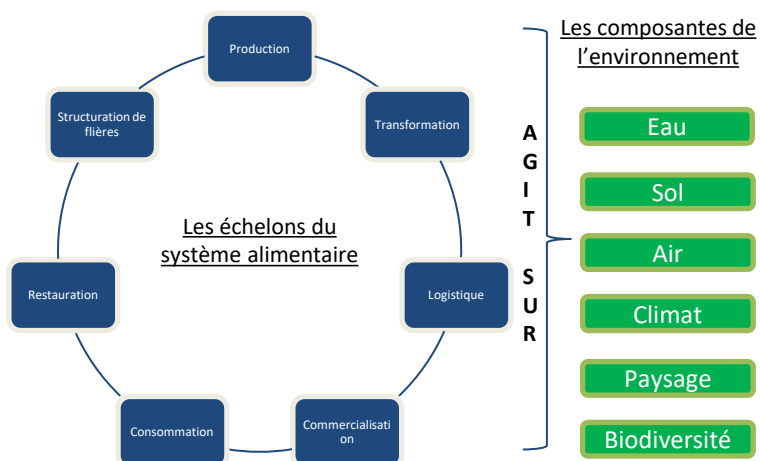 Production
Transformation
Logistique
Commercialisati
on
Consommation
Restauration
Structuration de
flières
Les échelons du
système alimentaire
A
G
I
T
S
U
R
Les composantes de
l'environnement
Eau
Sol
Air
Climat
Paysage
Biodiversité